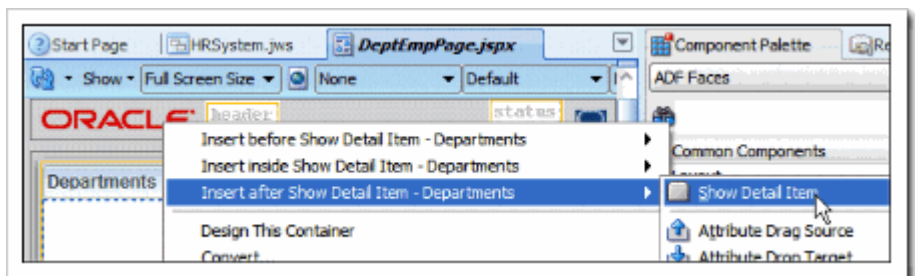 Start Page HRSystem.jws DeptEmpPage.jspx Component Palette Re
Show Full Screen Size None Default ADF Faces
ORACLE header status
Insert before Show Detail Item - Departments
Common Components
Insert inside Show Detail Item - Departments
Layout
Departments
Insert after Show Detail Item - Departments Show Detail Item
Design This Container Attribute Drag Source
Convert... Attribute Drop Target